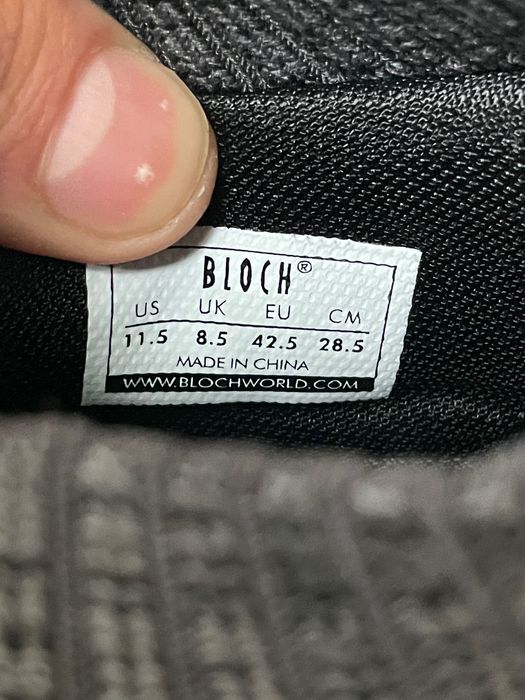 BLOCH®
US UK EU CM
11.5 8.5 42.5 28.5
MADE IN CHINA
WWW.BLOCHWORLD.COM